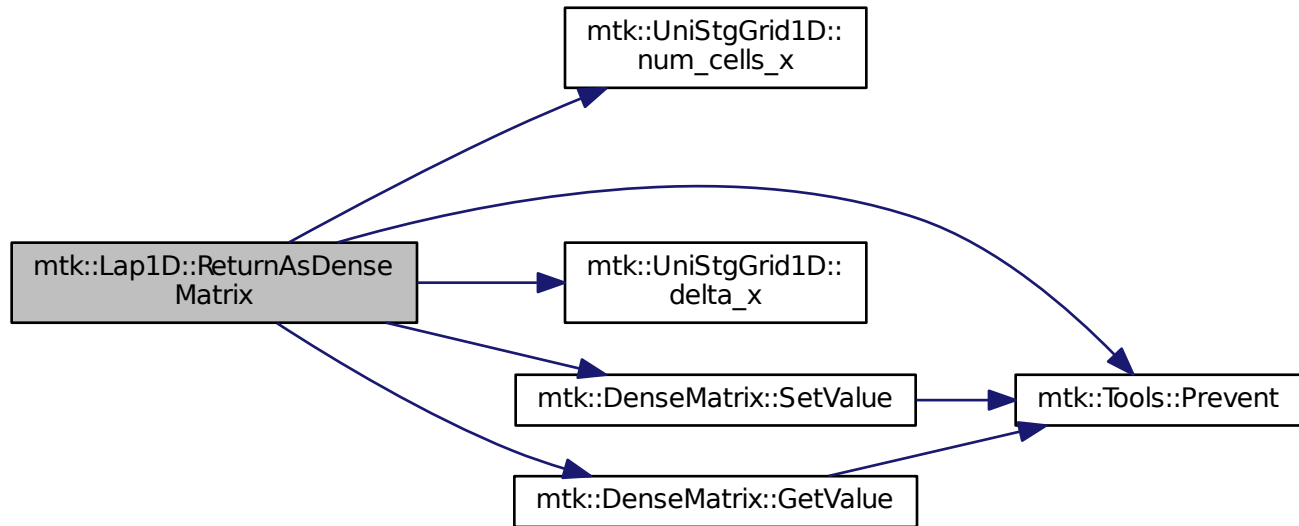 mtk::UniStgGrid1D::
num_cells_x
mtk::Lap1D::ReturnAsDense
Matrix
mtk::UniStgGrid1D::
delta_x
mtk::DenseMatrix::SetValue
mtk::Tools::Prevent
mtk::DenseMatrix::GetValue